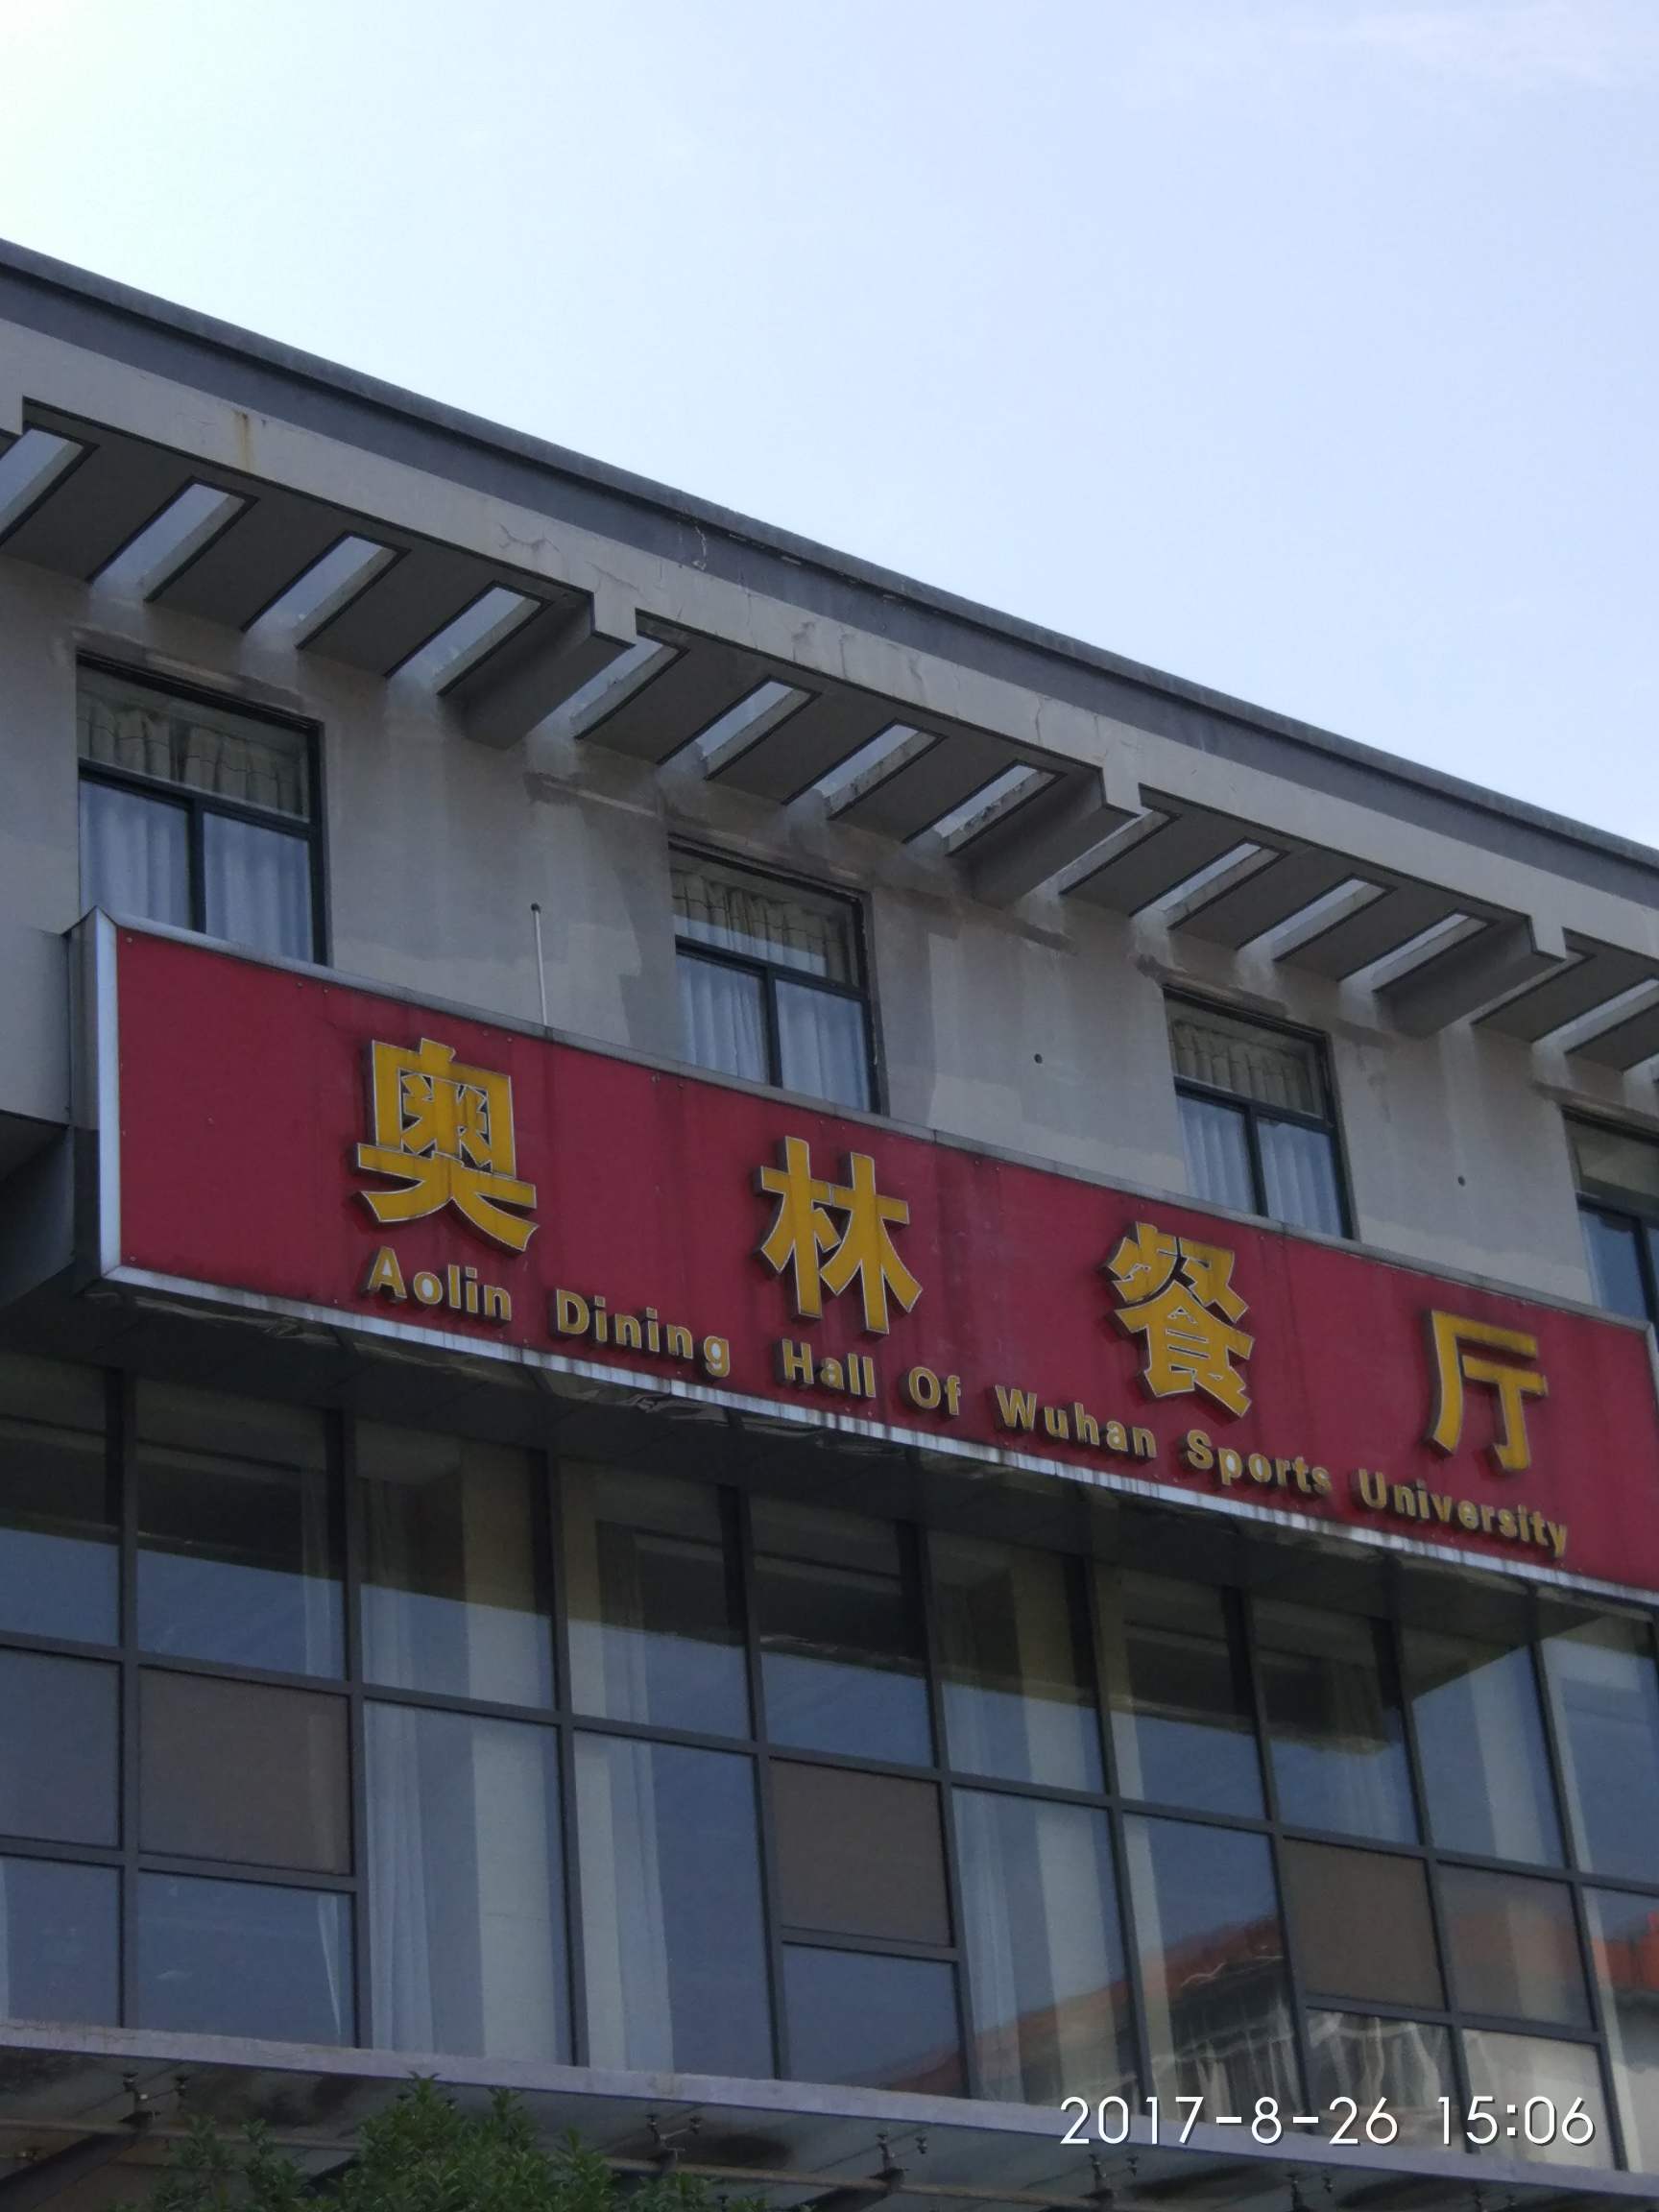 奥林餐厅
Aolin Dining Hall Of Wuhan Sports University
2017-8-26 15:06